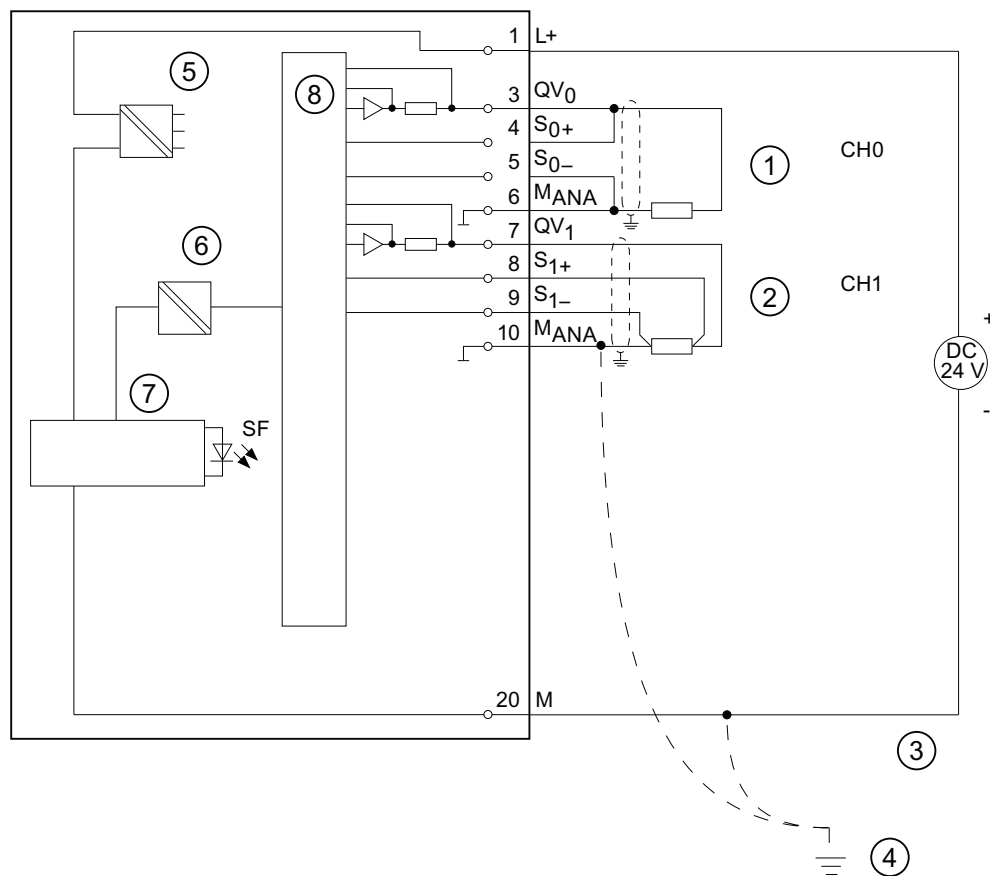 1 L+
5
8
3 QV0
4 S0+
1 CH0
5 S0–
6 MANA
7 QV1
6
8 S1+
2 CH1
9 S1–
10 MANA
+
DC
24 V
-
7
SF
20 M
3
4